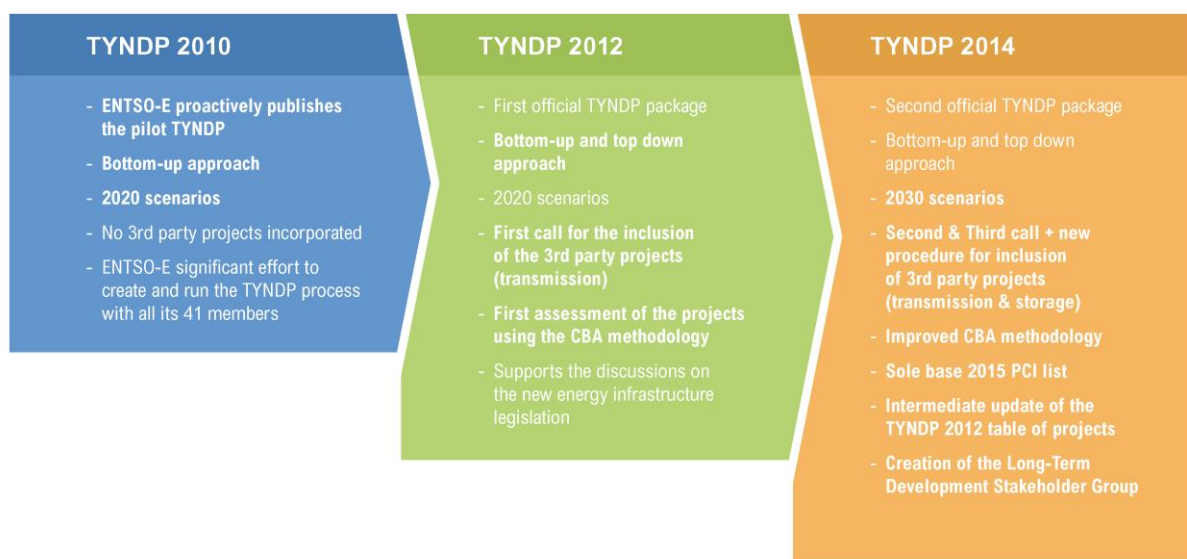 TYNDP 2010
- ENTSO-E proactively publishes
the pilot TYNDP
- Bottom-up approach
- 2020 scenarios
- No 3rd party projects incorporated
- ENTSO-E significant effort to
create and run the TYNDP process
with all its 41 members
TYNDP 2012
- First official TYNDP package
- Bottom-up and top down
approach
- 2020 scenarios
- First call for the inclusion
of the 3rd party projects
(transmission)
- First assessment of the projects
using the CBA methodology
- Supports the discussions on
the new energy infrastructure
legislation
TYNDP 2014
- Second official TYNDP package
- Bottom-up and top down
approach
- 2030 scenarios
- Second & Third call + new
procedure for inclusion
of 3rd party projects
(transmission & storage)
- Improved CBA methodology
- Sole base 2015 PCI list
- Intermediate update of the
TYNDP 2012 table of projects
- Creation of the Long-Term
Development Stakeholder Group